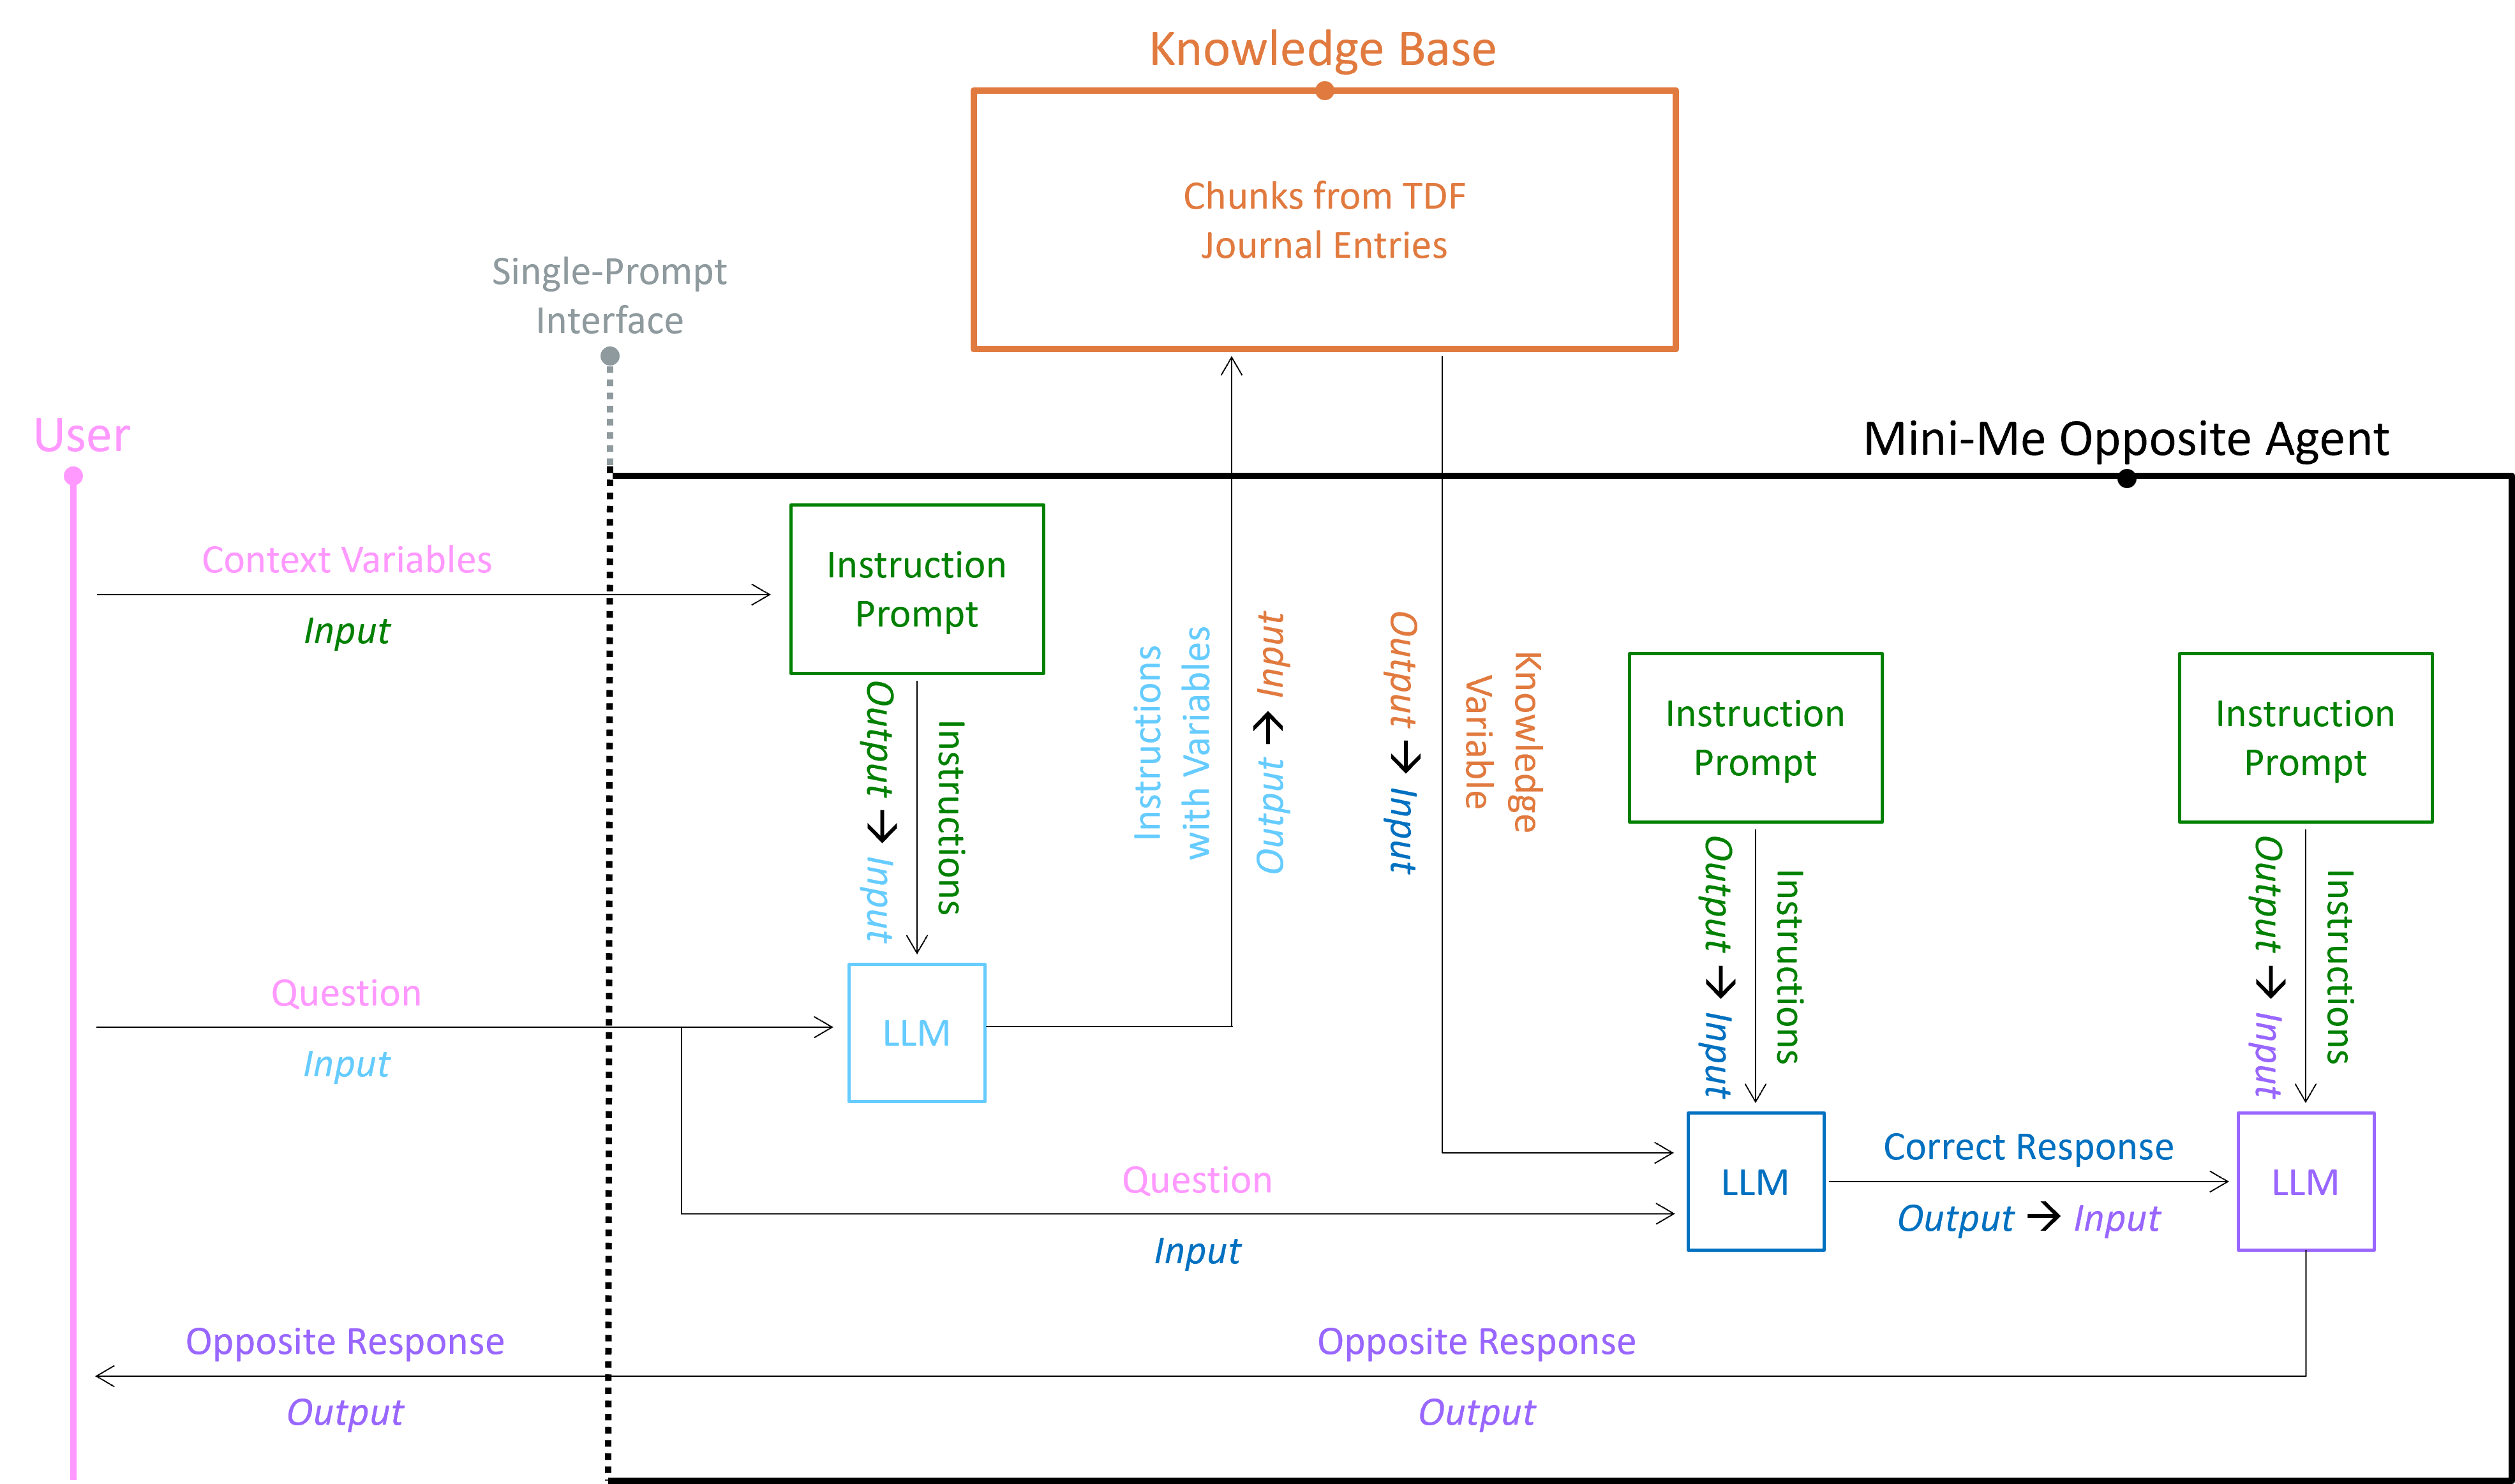 Knowledge Base
Chunks from TDF
Journal Entries
Single-Prompt
Interface
User
Mini-Me Opposite Agent
Context Variables
Input
Instruction
Prompt
Output → Input
Instructions
Instructions
with Variables
Output → Input
Output → Input
Knowledge
Variable
Instruction
Prompt
Output → Input
Instructions
Instruction
Prompt
Output → Input
Instructions
Question
Input
LLM
Question
Input
LLM
Correct Response
Output → Input
LLM
Opposite Response
Output
Opposite Response
Output